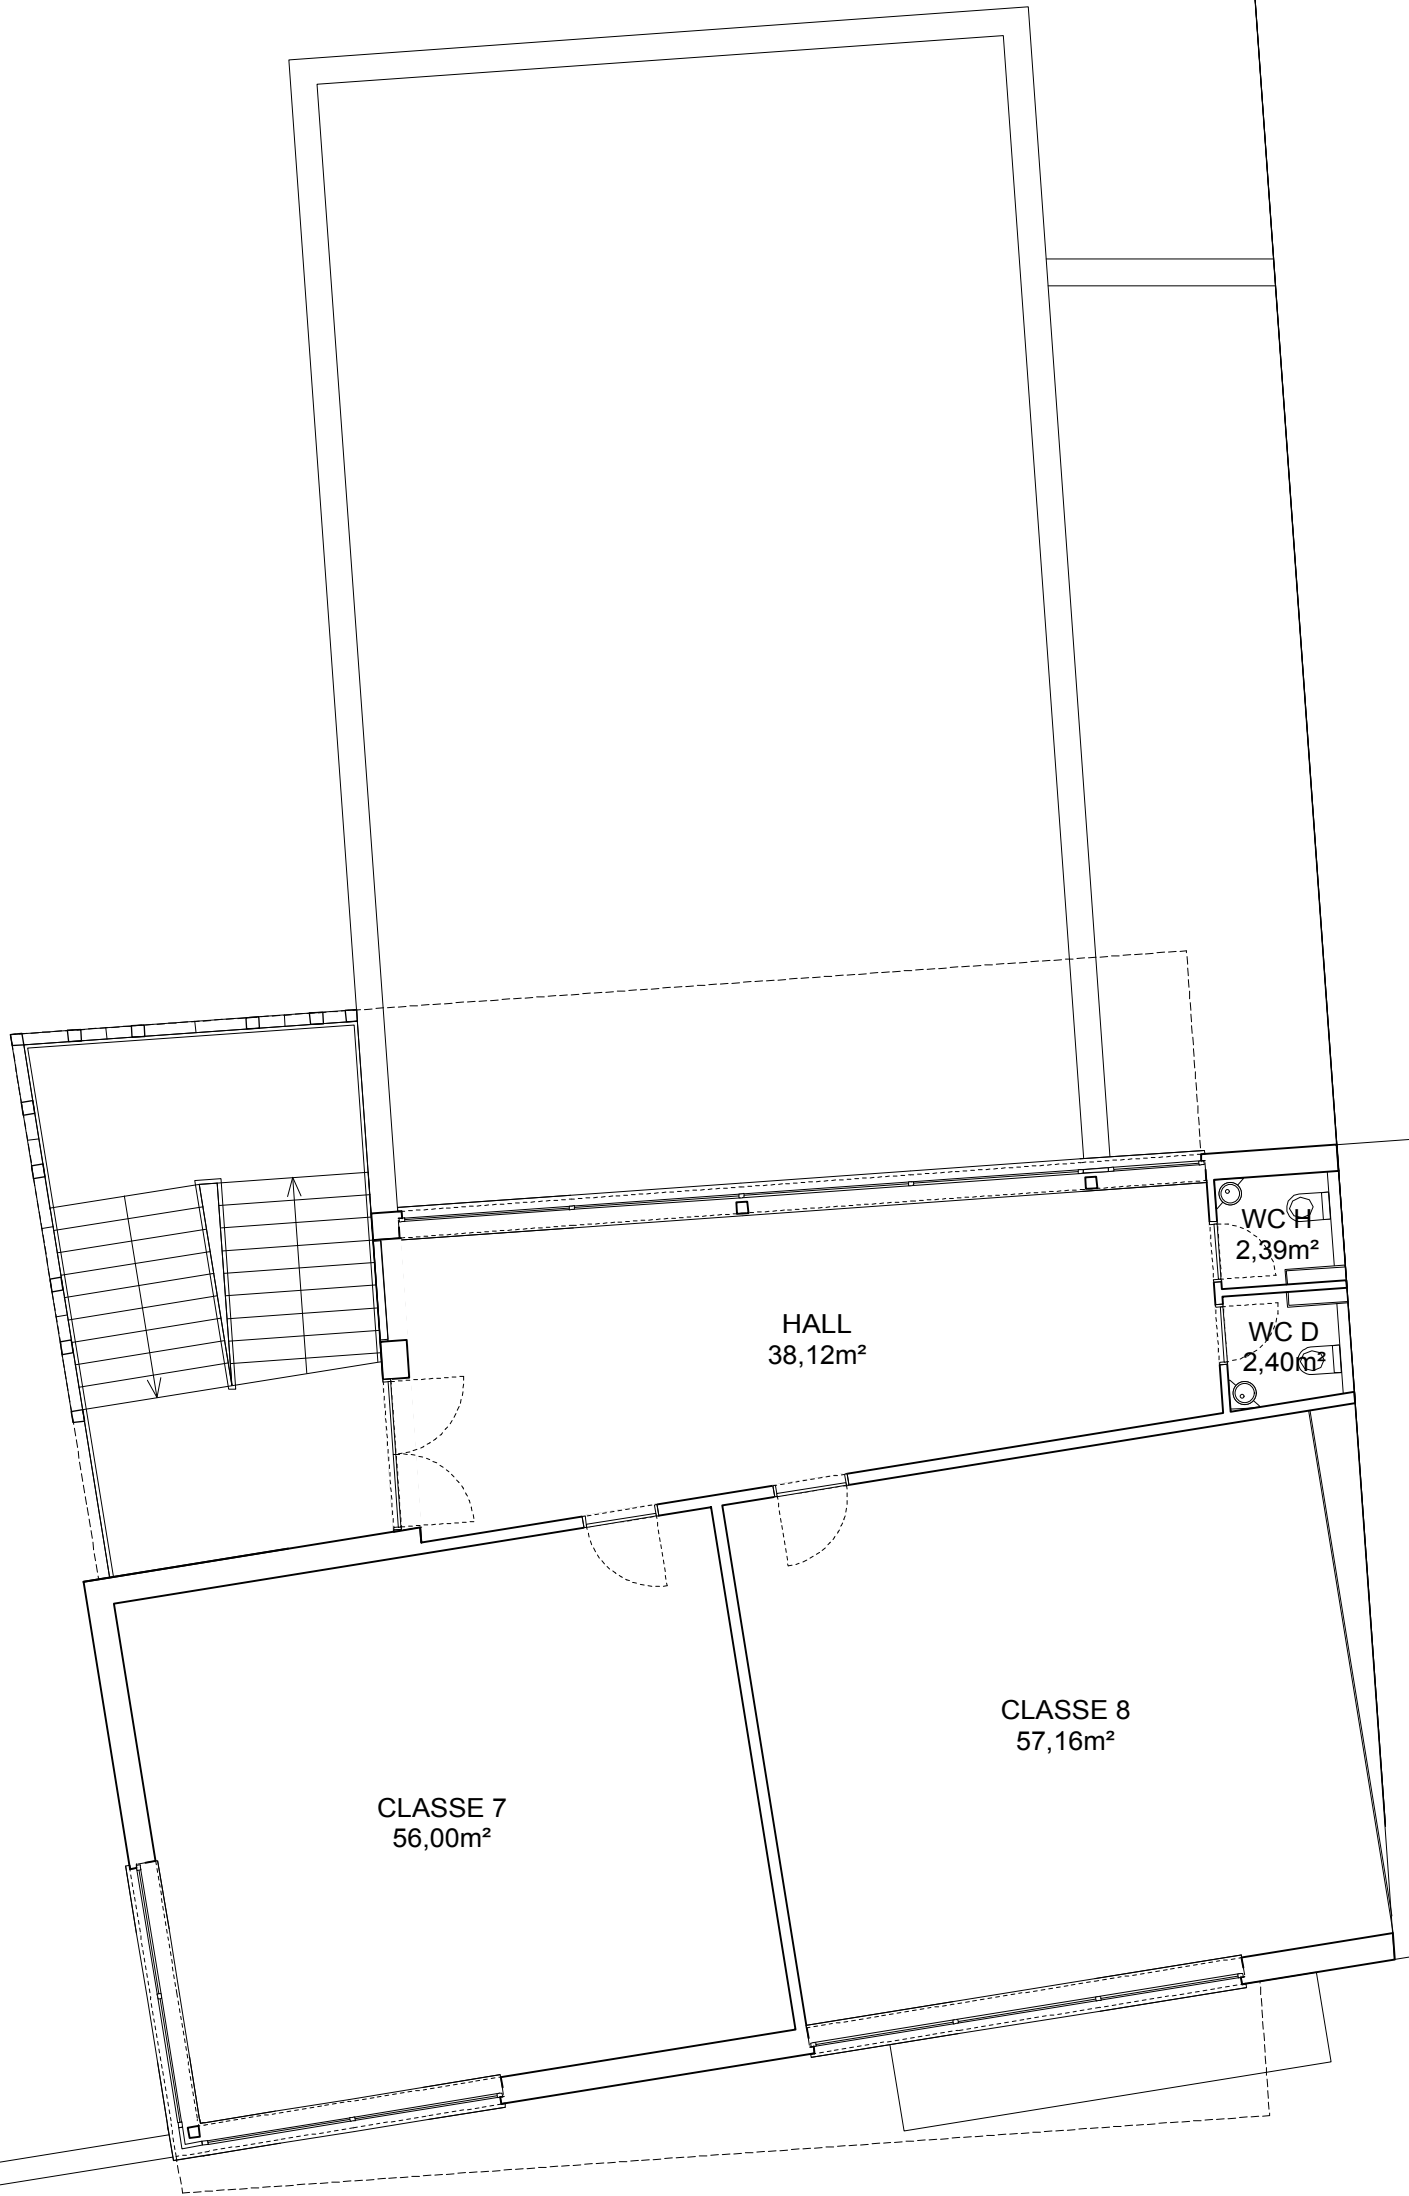 WC H
2,39m²
HALL
38,12m²
WC D
2,40m²
CLASSE 8
57,16m²
CLASSE 7
56,00m²